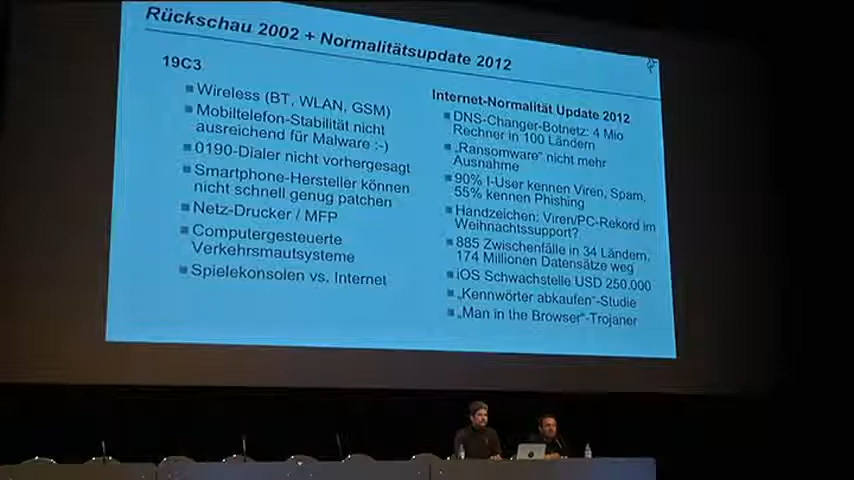 Rückschau 2002 + Normalitätsupdate 2012
19C3
Wireless (BT, WLAN, GSM)
Mobiltelefon-Stabilität nicht
ausreichend für Malware :-)
0190-Dialer nicht vorhergesagt
Smartphone-Hersteller können
nicht schnell genug patchen
Netz-Drucker / MFP
Computergesteuerte
Verkehrsmautsysteme
Spielekonsolen vs. Internet
Internet-Normalität Update 2012
DNS-Changer-Botnetz: 4 Mio
Rechner in 100 Ländern
„Ransomware“ nicht mehr
Ausnahme
90% I-User kennen Viren, Spam,
55% kennen Phishing
Handzeichen: Viren/PC-Rekord im
Weihnachtssupport?
885 Zwischenfälle in 34 Ländern,
174 Millionen Datensätze weg
iOS Schwachstelle USD 250.000
„Kennwörter abkaufen“-Studie
„Man in the Browser“-Trojaner